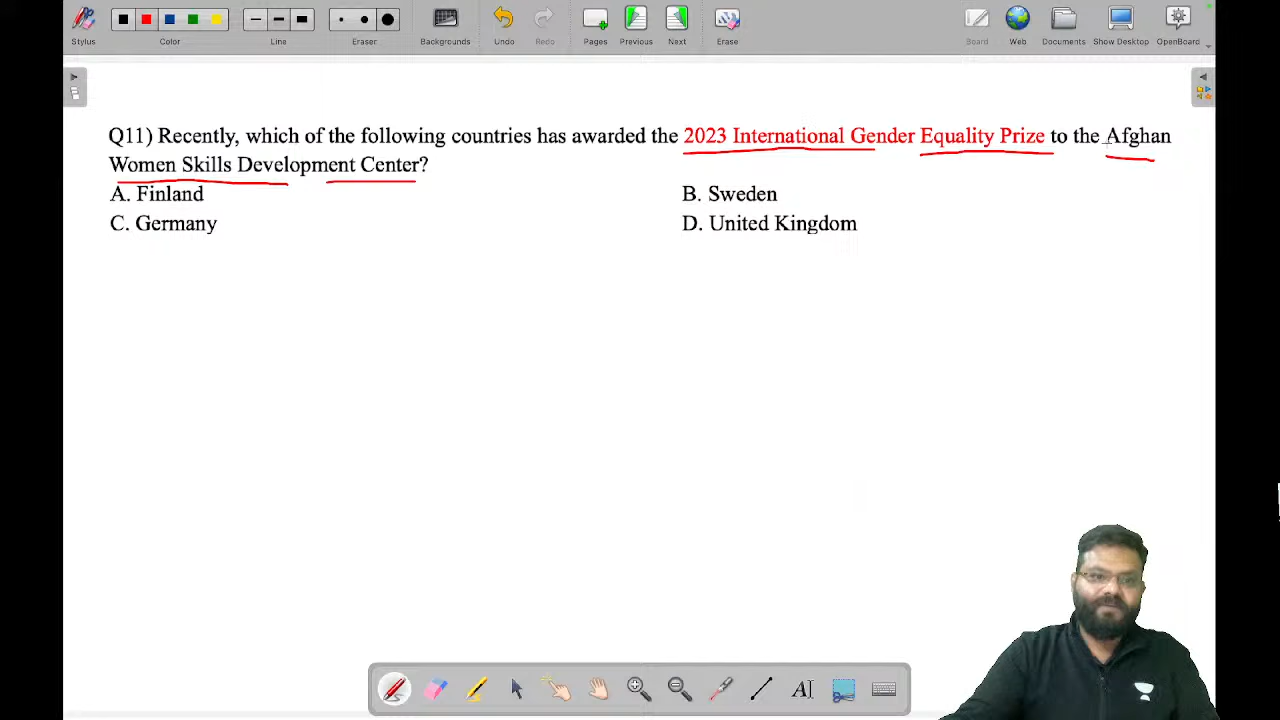 Stylus
Color
Line
Eraser
Backgrounds
Undo
Redo
Pages
Previous
Next
Erase
Board
Web
Documents
Show Desktop
OpenBoard
Q11) Recently, which of the following countries has awarded the 2023 International Gender Equality Prize to the Afghan
Women Skills Development Center?
A. Finland
B. Sweden
C. Germany
D. United Kingdom